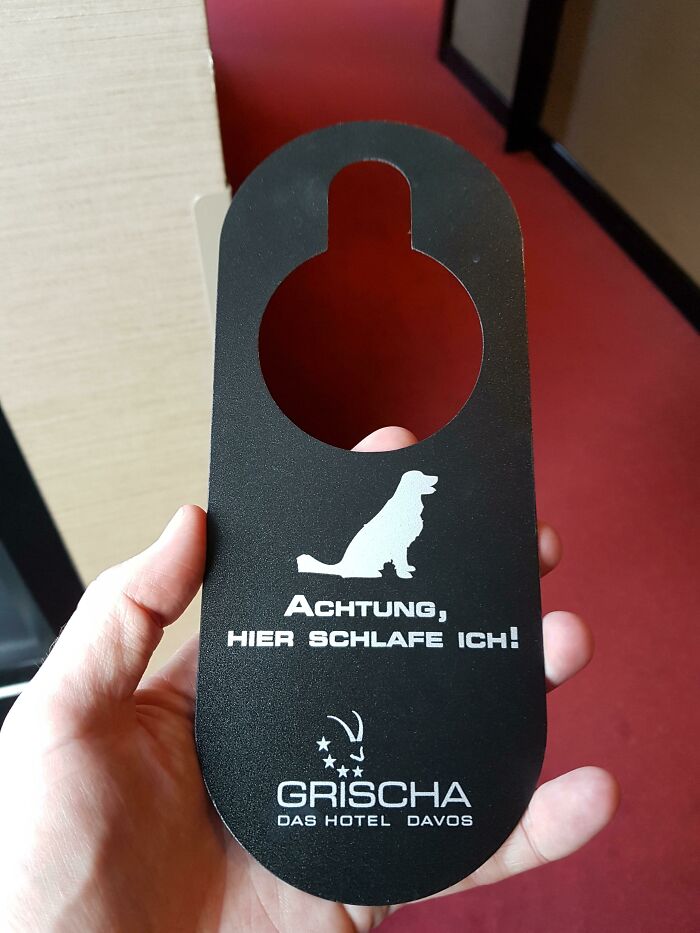 ACHTUNG,
HIER SCHLAFE ICH!
GRISCHA
DAS HOTEL DAVOS